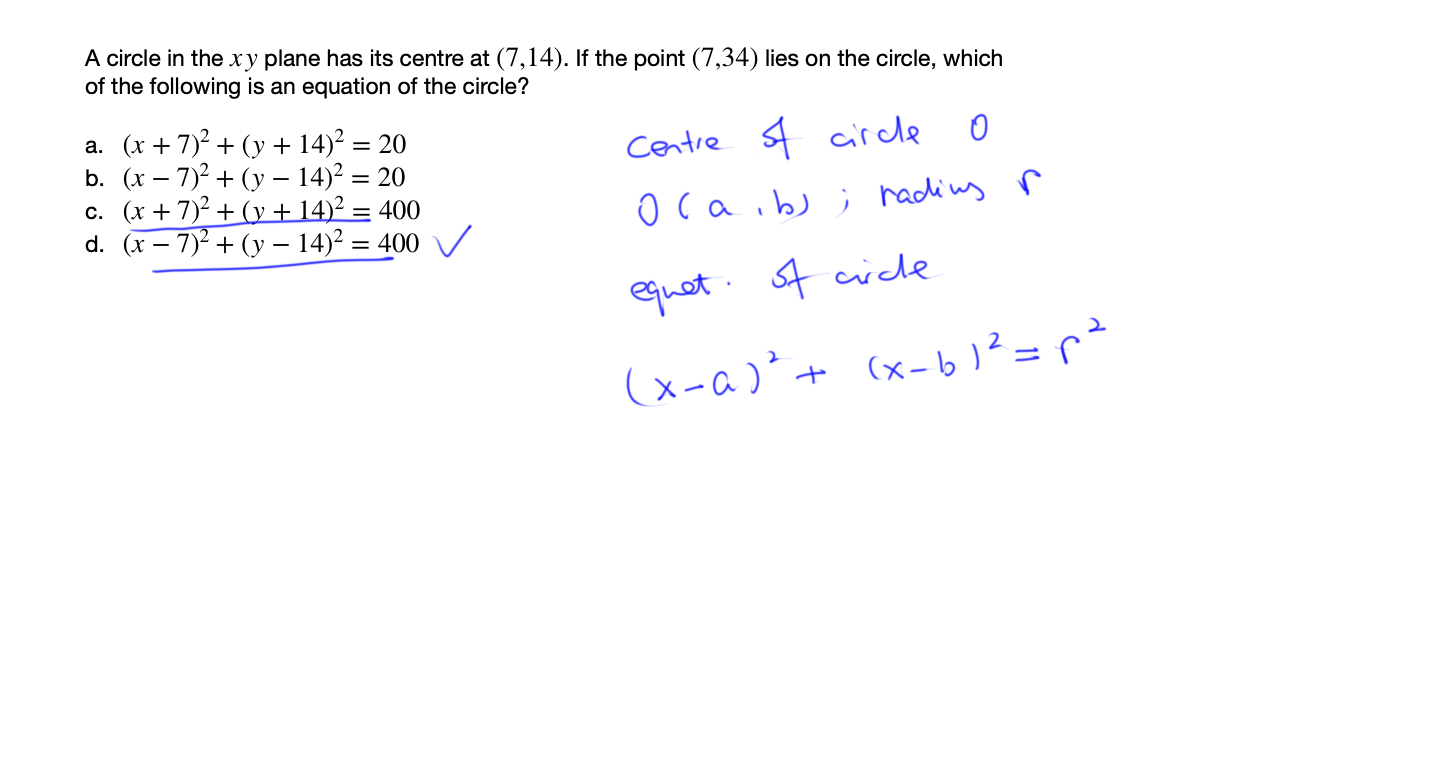 A circle in the xy plane has its centre at (7,14). If the point (7,34) lies on the circle, which
of the following is an equation of the circle?
a. (x + 7)² + (y + 14)² = 20
b. (x − 7)² + (y − 14)² = 20
c. (x + 7)² + (y + 14)² = 400
d. (x − 7)² + (y − 14)² = 400 ✓
Centre of circle O
O(a,b); radius r
equat. of circle
(x−a)² + (x−b)² = r²